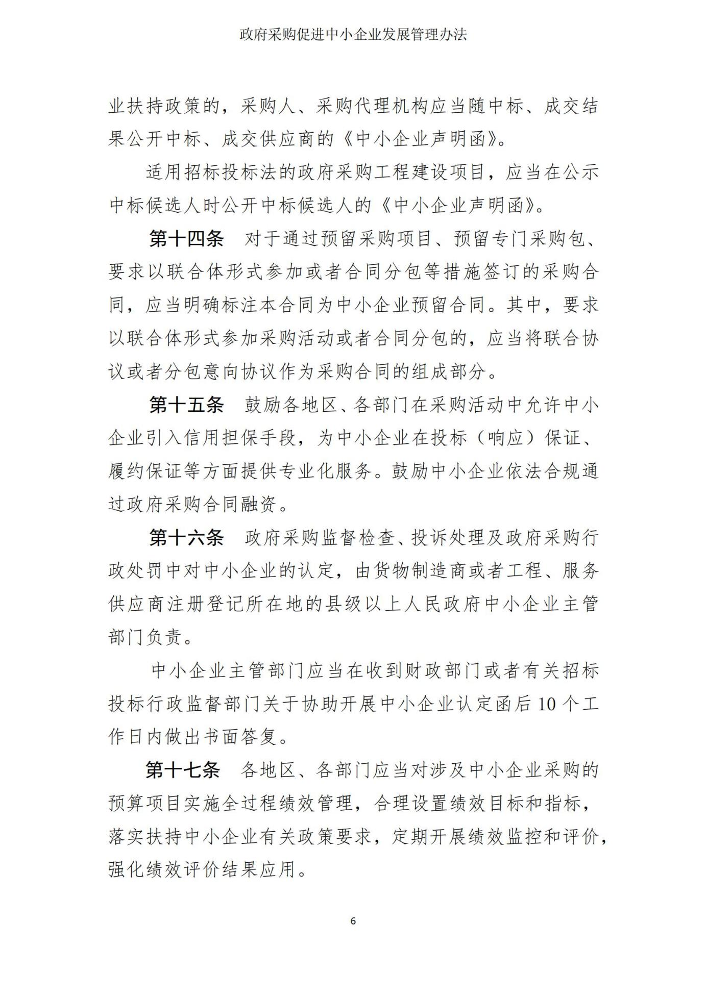 政府采购促进中小企业发展管理办法
业扶持政策的，采购人、采购代理机构应当随中标、成交结
果公开中标、成交供应商的《中小企业声明函》。
适用招标投标法的政府采购工程建设项目，应当在公示
中标候选人时公开中标候选人的《中小企业声明函》。
第十四条　对于通过预留采购项目、预留专门采购包、
要求以联合体形式参加或者合同分包等措施签订的采购合
同，应当明确标注本合同为中小企业预留合同。其中，要求
以联合体形式参加采购活动或者合同分包的，应当将联合协
议或者分包意向协议作为采购合同的组成部分。
第十五条　鼓励各地区、各部门在采购活动中允许中小
企业引入信用担保手段，为中小企业在投标（响应）保证、
履约保证等方面提供专业化服务。鼓励中小企业依法合规通
过政府采购合同融资。
第十六条　政府采购监督检查、投诉处理及政府采购行
政处罚中对中小企业的认定，由货物制造商或者工程、服务
供应商注册登记所在地的县级以上人民政府中小企业主管
部门负责。
中小企业主管部门应当在收到财政部门或者有关招标
投标行政监督部门关于协助开展中小企业认定函后 10 个工
作日内做出书面答复。
第十七条　各地区、各部门应当对涉及中小企业采购的
预算项目实施全过程绩效管理，合理设置绩效目标和指标，
落实扶持中小企业有关政策要求，定期开展绩效监控和评价，
强化绩效评价结果应用。
6